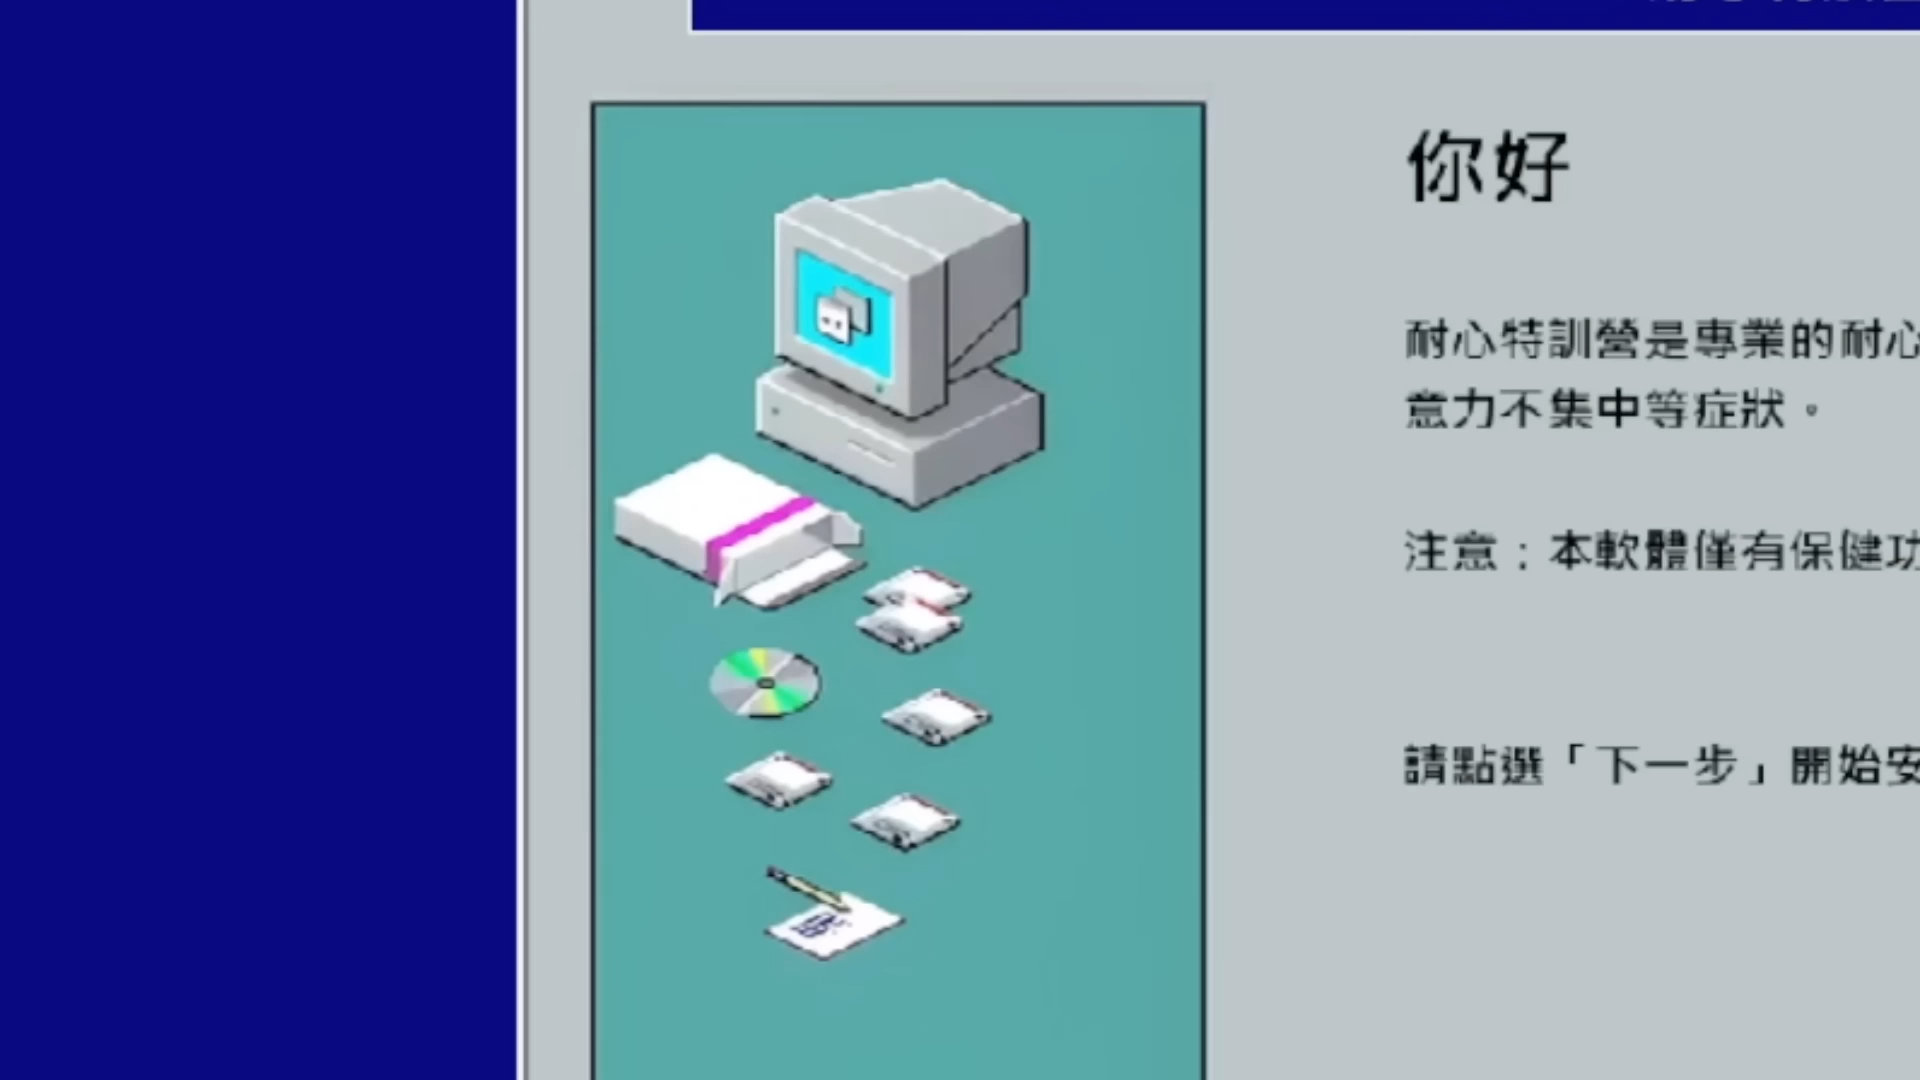 你好
耐心特訓營是專業的耐心
意力不集中等症狀。
注意：本軟體僅有保健功
請點選「下一步」開始安